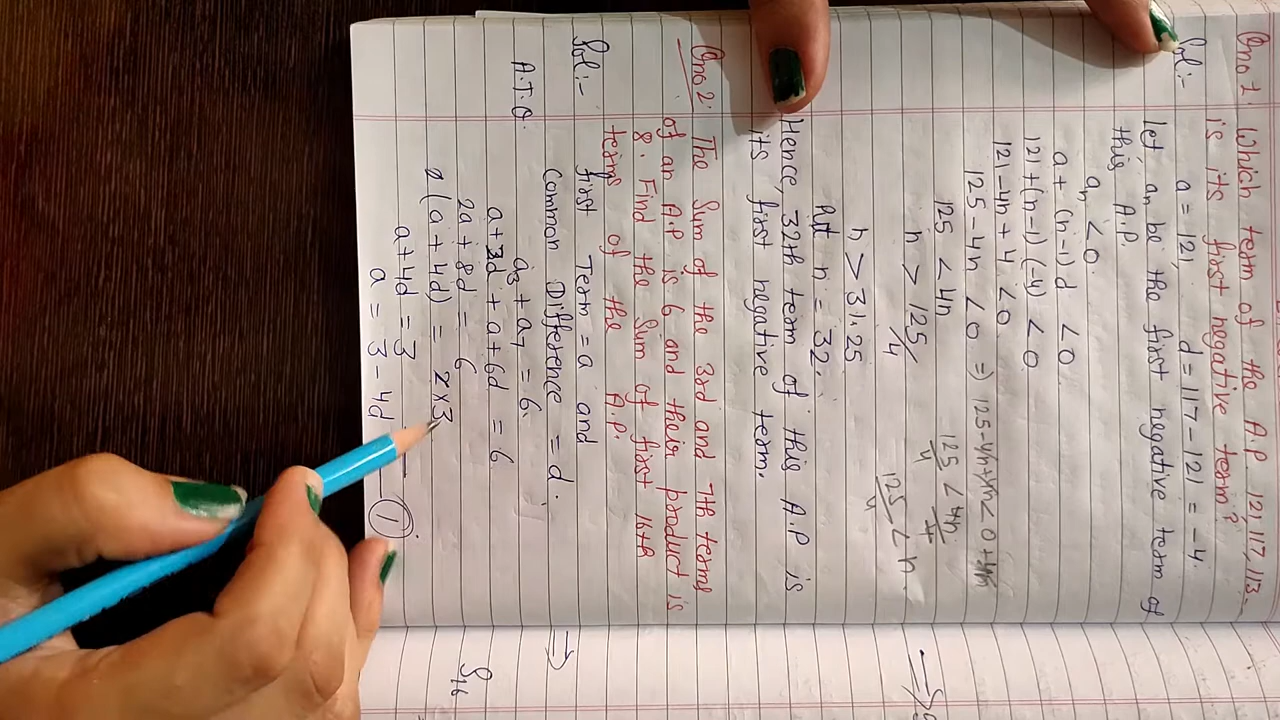 Qno 1. Which term of the A.P 121, 117, 113 -
is its first negative term?
Sol:- a = 121, d = 117 - 121 = -4
let, an be the first negative term of
this A.P
an < 0.
a + (n-1)d < 0.
121 + (n-1)(-4) < 0
121 - 4n + 4 < 0
125 - 4n < 0 => 125 - 4n + 4n < 0 + 4n
125 < 4n 125/4 < 4n/4
n > 125/4 125/4 < n
n > 31.25
Put n = 32.
Hence, 32th term of this A.P is
its first negative term.
Qno 2. The Sum of the 3rd and 7th terms
of an A.P is 6 and their product is
8. Find the Sum of first 16th
terms of the A.P.
Sol:- first Term = a and
Common Difference = d.
A.T.Q. a3 + a7 = 6.
a + 2d + a + 6d = 6
2a + 8d = 6
2(a + 4d) = 2x3
a + 4d = 3
a = 3 - 4d ①
=>
S16